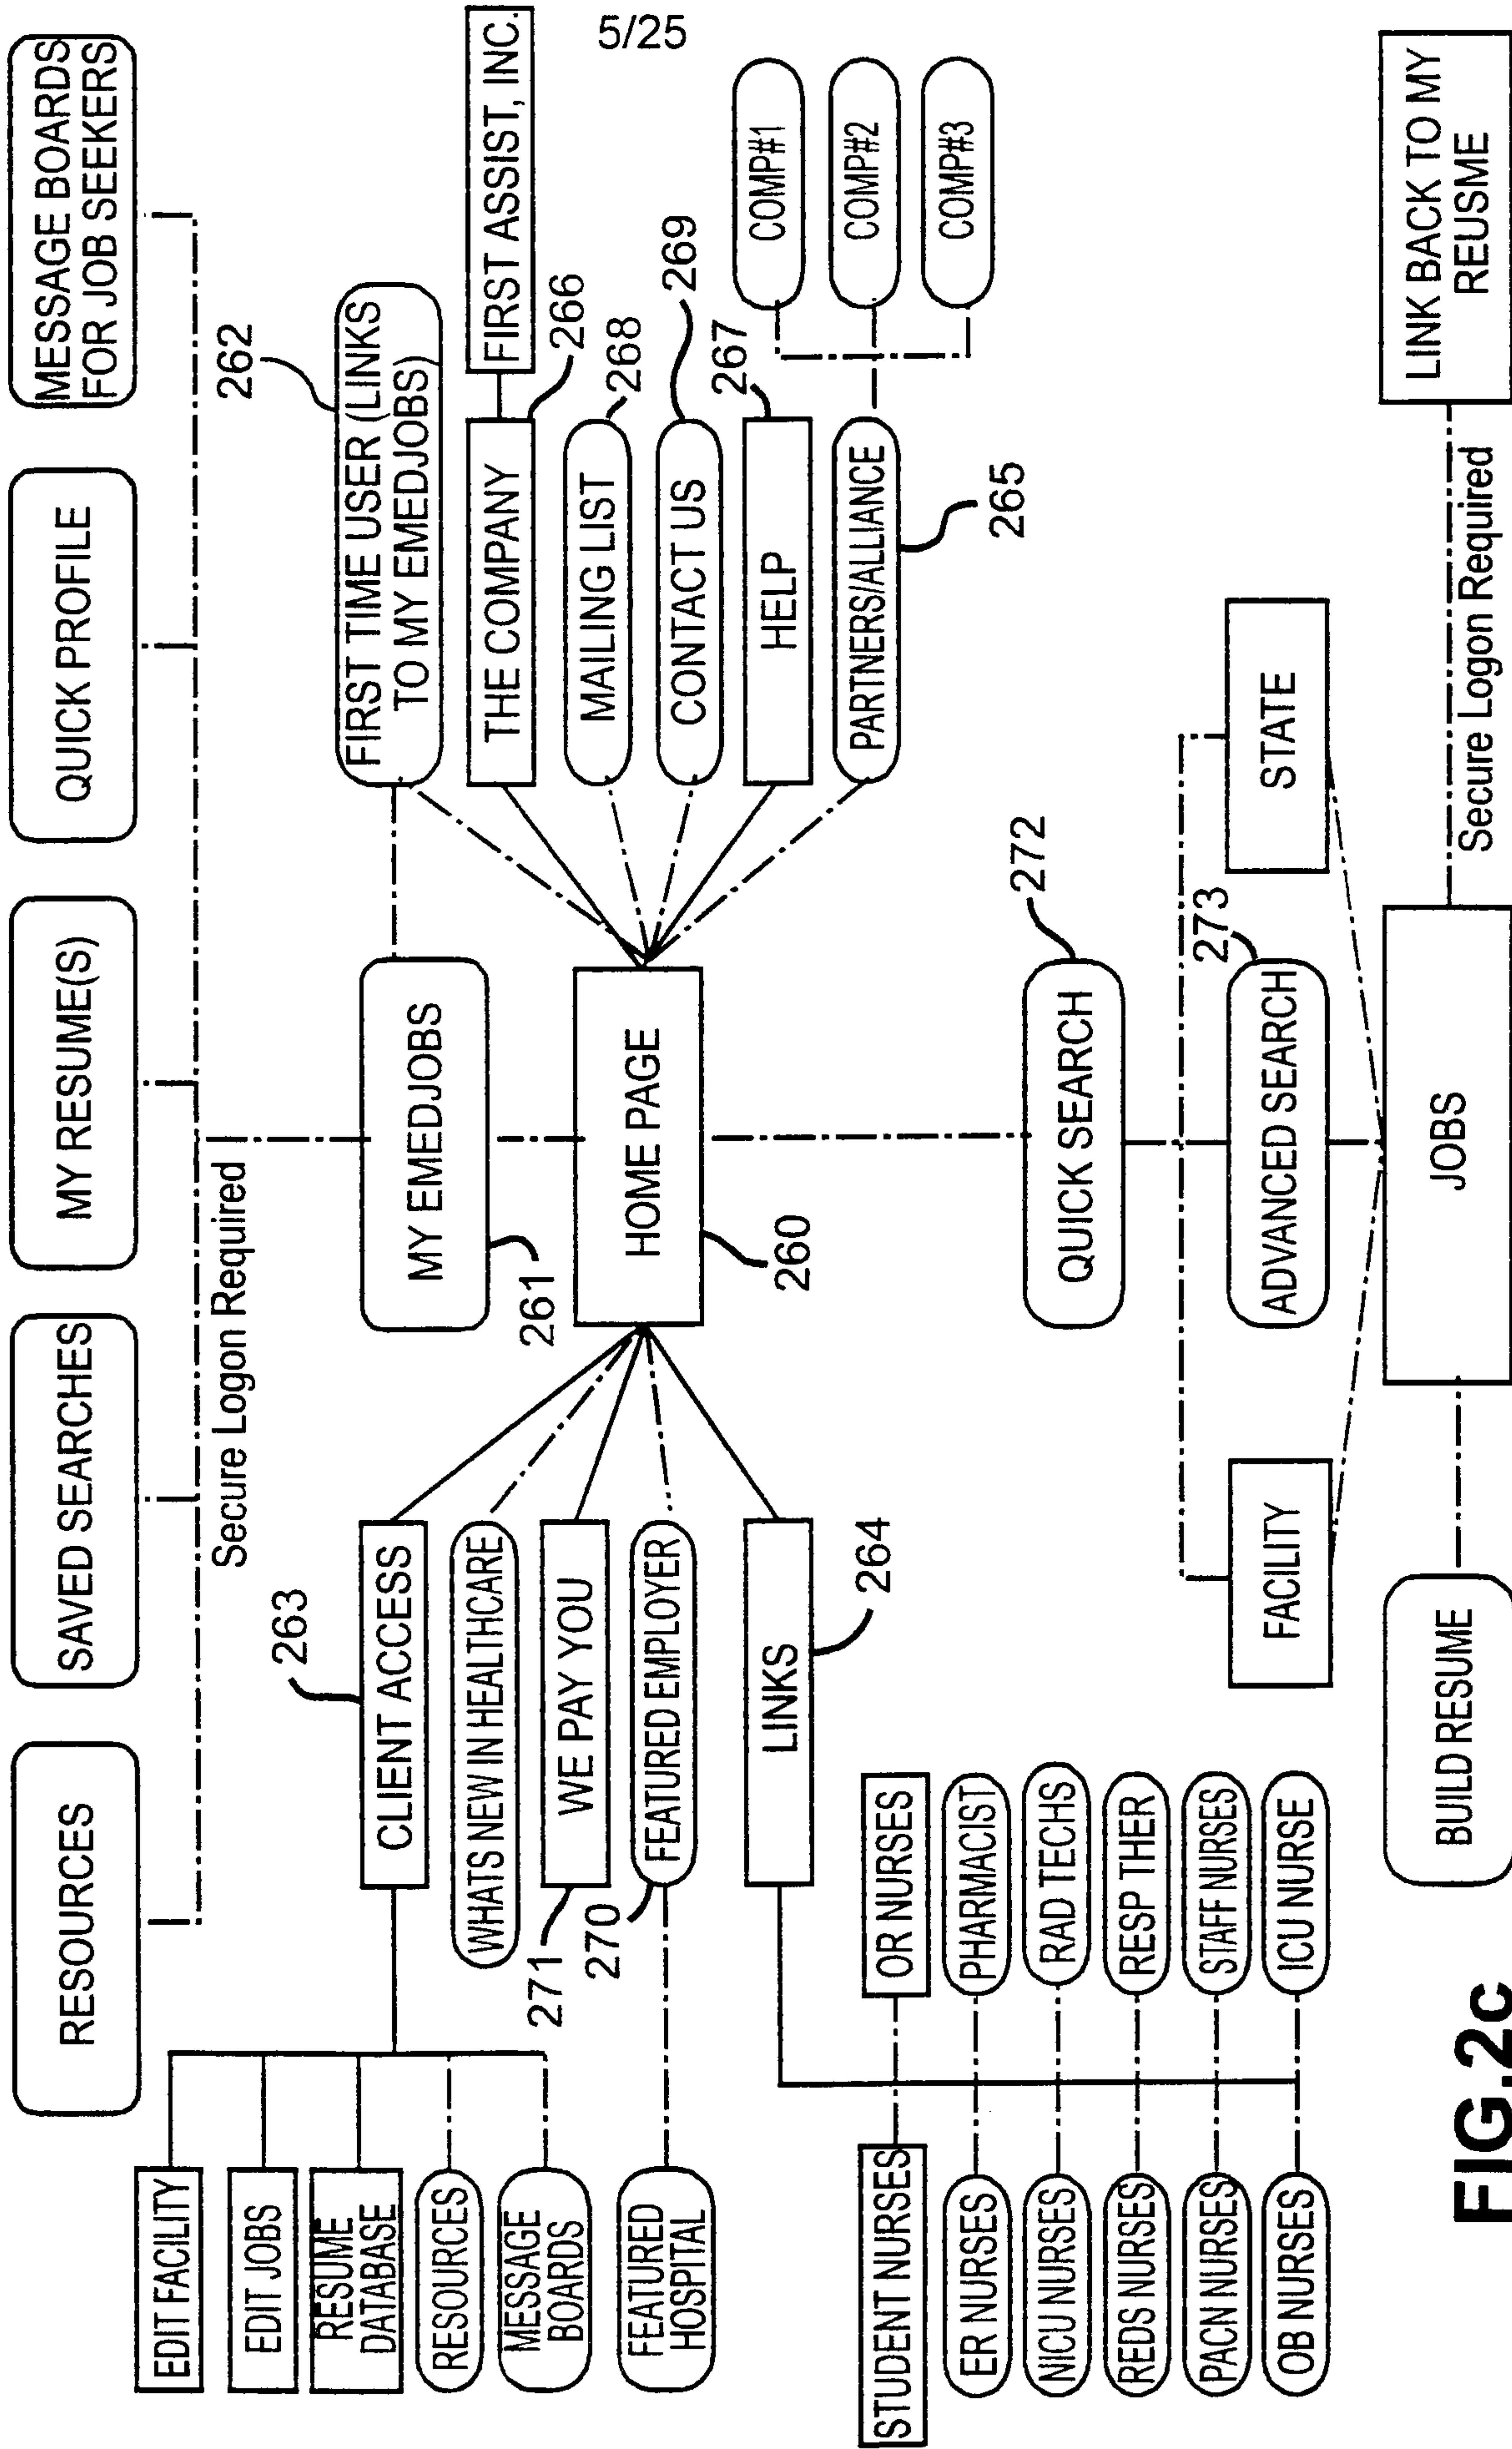 5/25
RESOURCES
SAVED SEARCHES
MY RESUME(S)
QUICK PROFILE
MESSAGE BOARDS
FOR JOB SEEKERS
Secure Logon Required
262
EDIT FACILITY
EDIT JOBS
RESUME
DATABASE
RESOURCES
MESSAGE
BOARDS
FEATURED
HOSPITAL
263
CLIENT ACCESS
WHATS NEW IN HEALTHCARE
WE PAY YOU
271
FEATURED EMPLOYER
270
LINKS
264
MY EMEDJOBS
261
HOME PAGE
260
FIRST TIME USER (LINKS
TO MY EMEDJOBS)
THE COMPANY
266
FIRST ASSIST, INC.
MAILING LIST
268
CONTACT US
269
HELP
267
PARTNERS/ALLIANCE
265
COMP#1
COMP#2
COMP#3
STUDENT NURSES
OR NURSES
ER NURSES
PHARMACIST
NICU NURSES
RAD TECHS
REDS NURSES
RESP THER
PACN NURSES
STAFF NURSES
OB NURSES
ICU NURSE
QUICK SEARCH
272
FACILITY
ADVANCED SEARCH
273
STATE
BUILD RESUME
JOBS
Secure Logon Required
LINK BACK TO MY
REUSME
FIG.2c